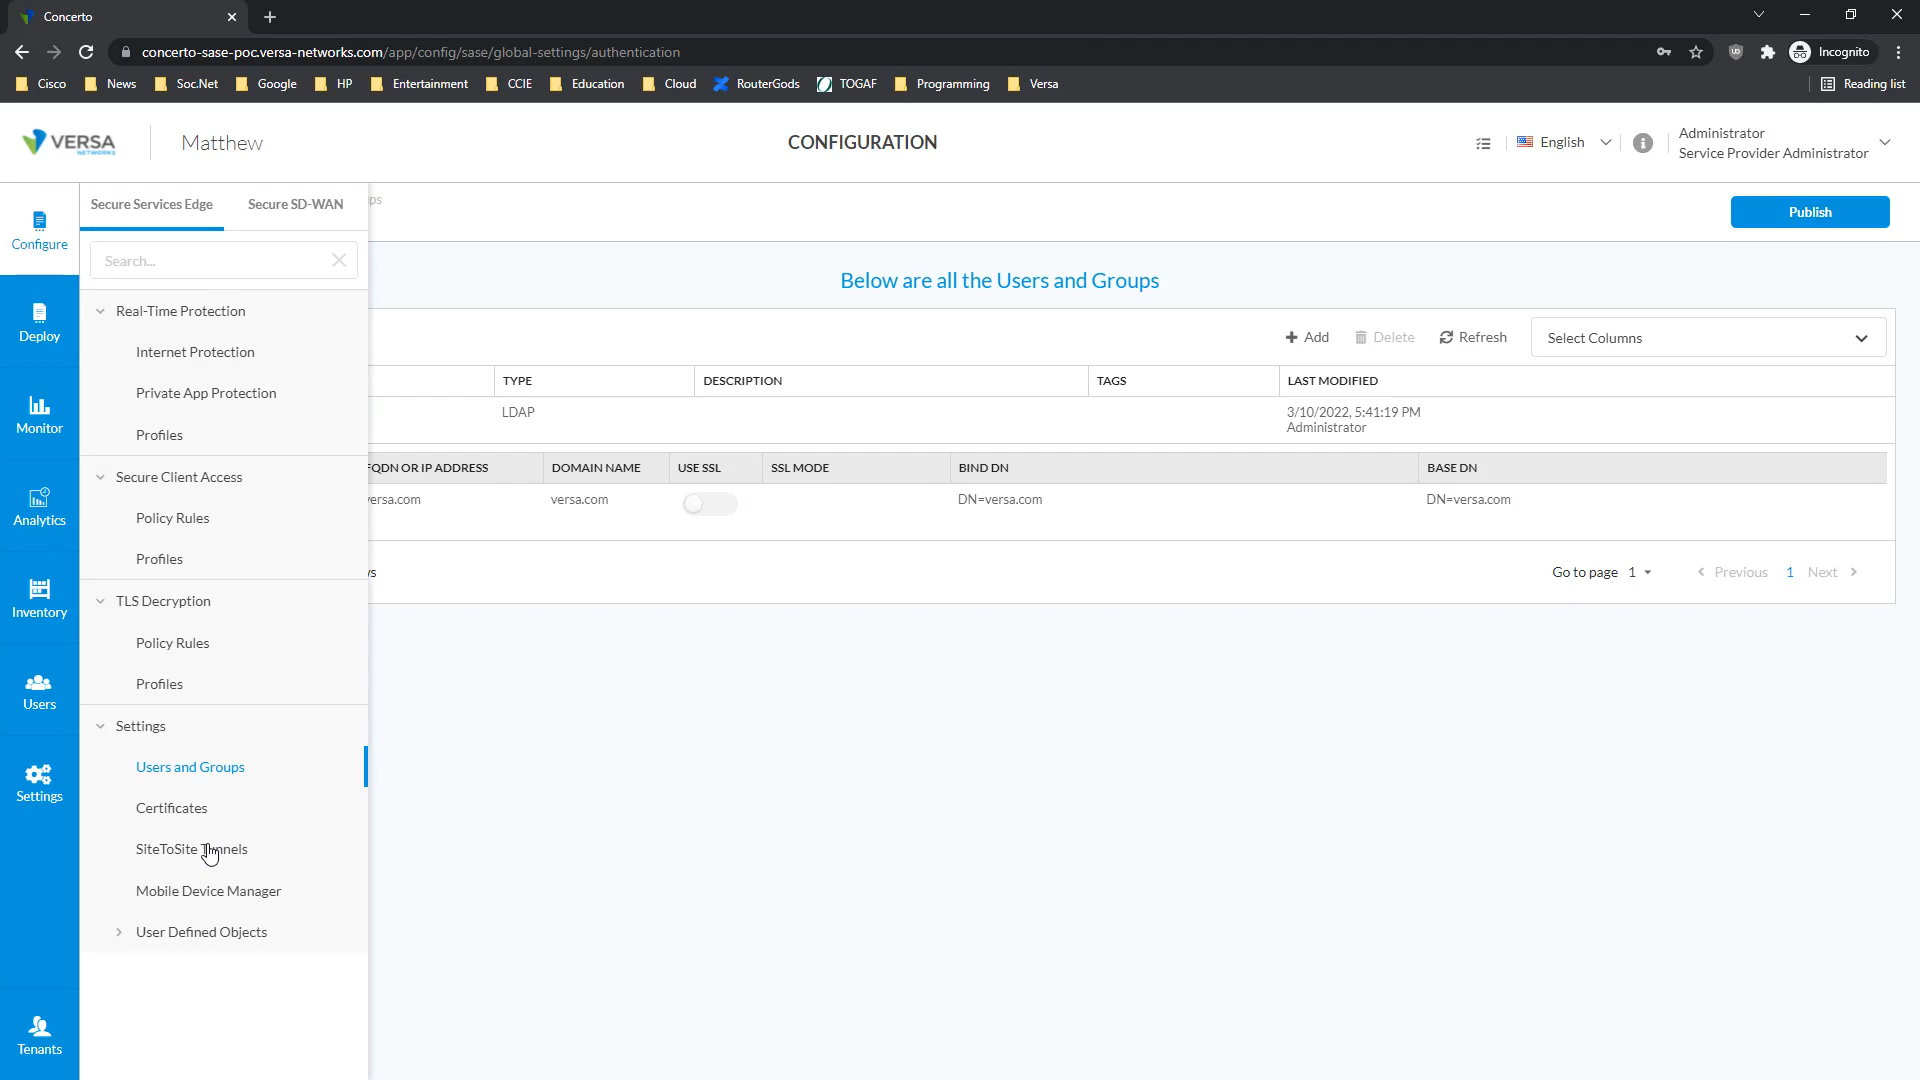 Concerto
concerto-sase-poc.versa-networks.com/app/config/sase/global-settings/authentication
Incognito
Cisco News Soc.Net Google HP Entertainment CCIE Education Cloud RouterGods TOGAF Programming Versa Reading list
VERSA NETWORKS
Matthew
CONFIGURATION
English
Administrator
Service Provider Administrator
Configure
Deploy
Monitor
Analytics
Inventory
Users
Settings
Tenants
Secure Services Edge Secure SD-WAN
Search...
Real-Time Protection
Internet Protection
Private App Protection
Profiles
Secure Client Access
Policy Rules
Profiles
TLS Decryption
Policy Rules
Profiles
Settings
Users and Groups
Certificates
SiteToSite Tunnels
Mobile Device Manager
User Defined Objects
Publish
Below are all the Users and Groups
Add Delete Refresh Select Columns
TYPE DESCRIPTION TAGS LAST MODIFIED
LDAP 3/10/2022, 5:41:19 PM
Administrator
FQDN OR IP ADDRESS DOMAIN NAME USE SSL SSL MODE BIND DN BASE DN
versa.com versa.com DN=versa.com DN=versa.com
Go to page 1 Previous 1 Next